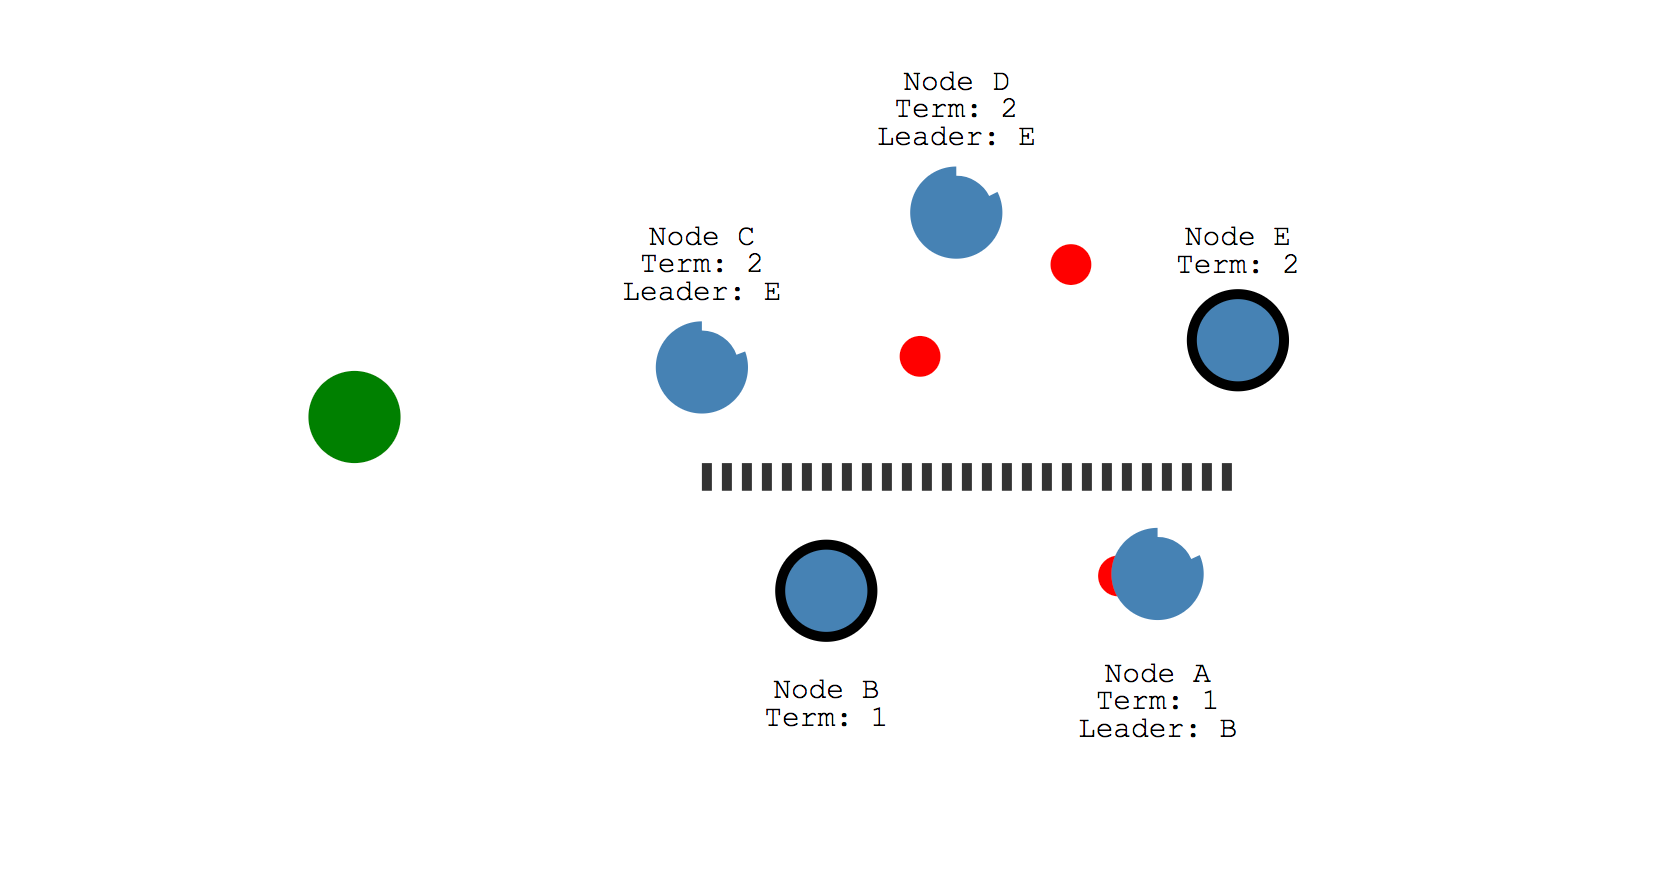 Node D
Term: 2
Leader: E
Node C
Term: 2
Leader: E
Node E
Term: 2
Node B
Term: 1
Node A
Term: 1
Leader: B